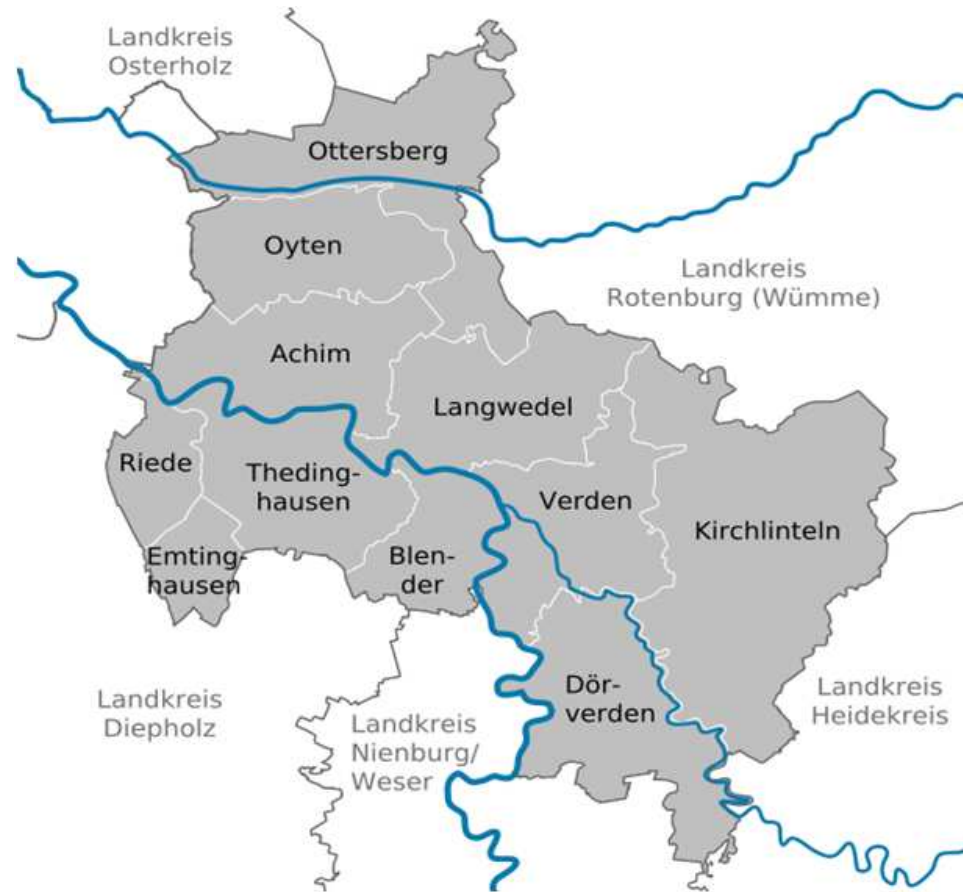 Landkreis
Osterholz
Ottersberg
Oyten
Landkreis
Rotenburg (Wümme)
Achim
Langwedel
Riede
Theding-
hausen
Verden
Kirchlinteln
Emting-
hausen
Blen-
der
Dör-
verden
Landkreis
Diepholz
Landkreis
Nienburg/
Weser
Landkreis
Heidekreis